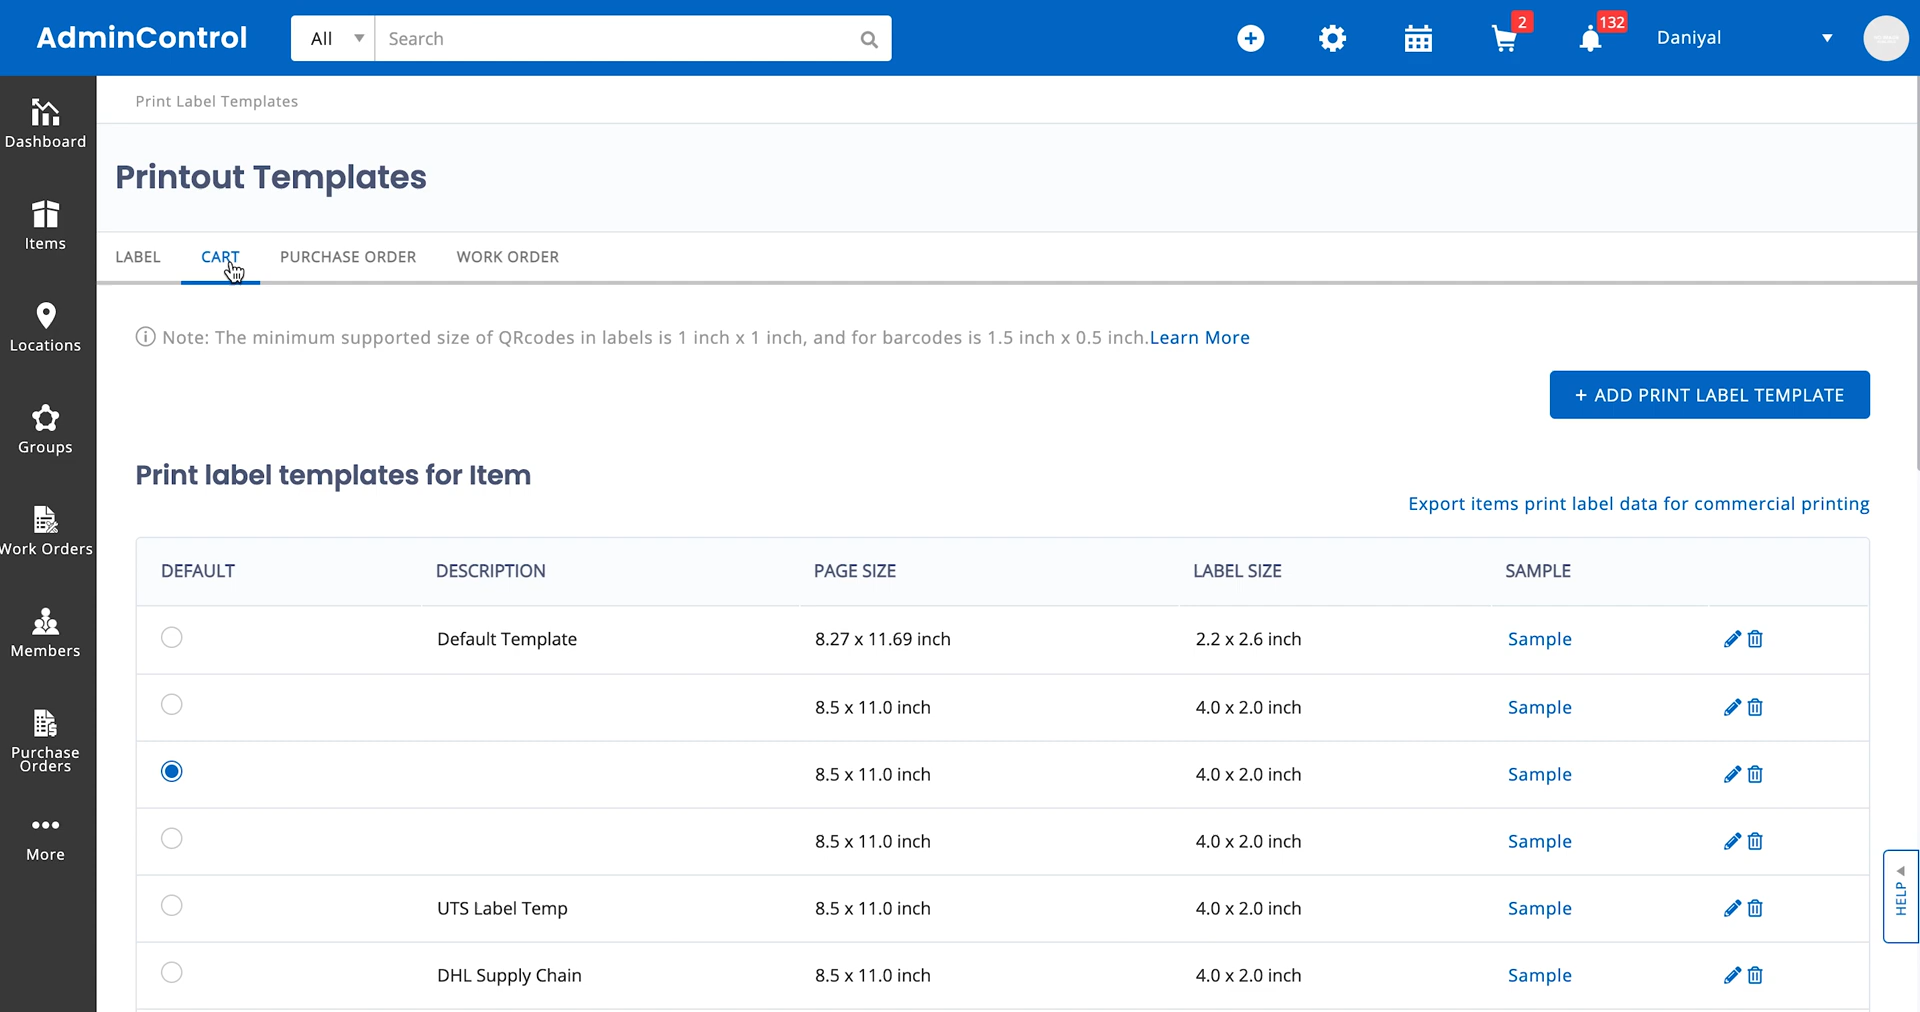 AdminControl
All
Search
2
132
Daniyal
Dashboard
Items
Locations
Groups
Work Orders
Members
Purchase
Orders
More
Print Label Templates
Printout Templates
LABEL CART PURCHASE ORDER WORK ORDER
Note: The minimum supported size of QRcodes in labels is 1 inch x 1 inch, and for barcodes is 1.5 inch x 0.5 inch.Learn More
+ ADD PRINT LABEL TEMPLATE
Print label templates for Item
Export items print label data for commercial printing
DEFAULT DESCRIPTION PAGE SIZE LABEL SIZE SAMPLE
Default Template 8.27 x 11.69 inch 2.2 x 2.6 inch Sample
8.5 x 11.0 inch 4.0 x 2.0 inch Sample
8.5 x 11.0 inch 4.0 x 2.0 inch Sample
8.5 x 11.0 inch 4.0 x 2.0 inch Sample
UTS Label Temp 8.5 x 11.0 inch 4.0 x 2.0 inch Sample
DHL Supply Chain 8.5 x 11.0 inch 4.0 x 2.0 inch Sample
HELP